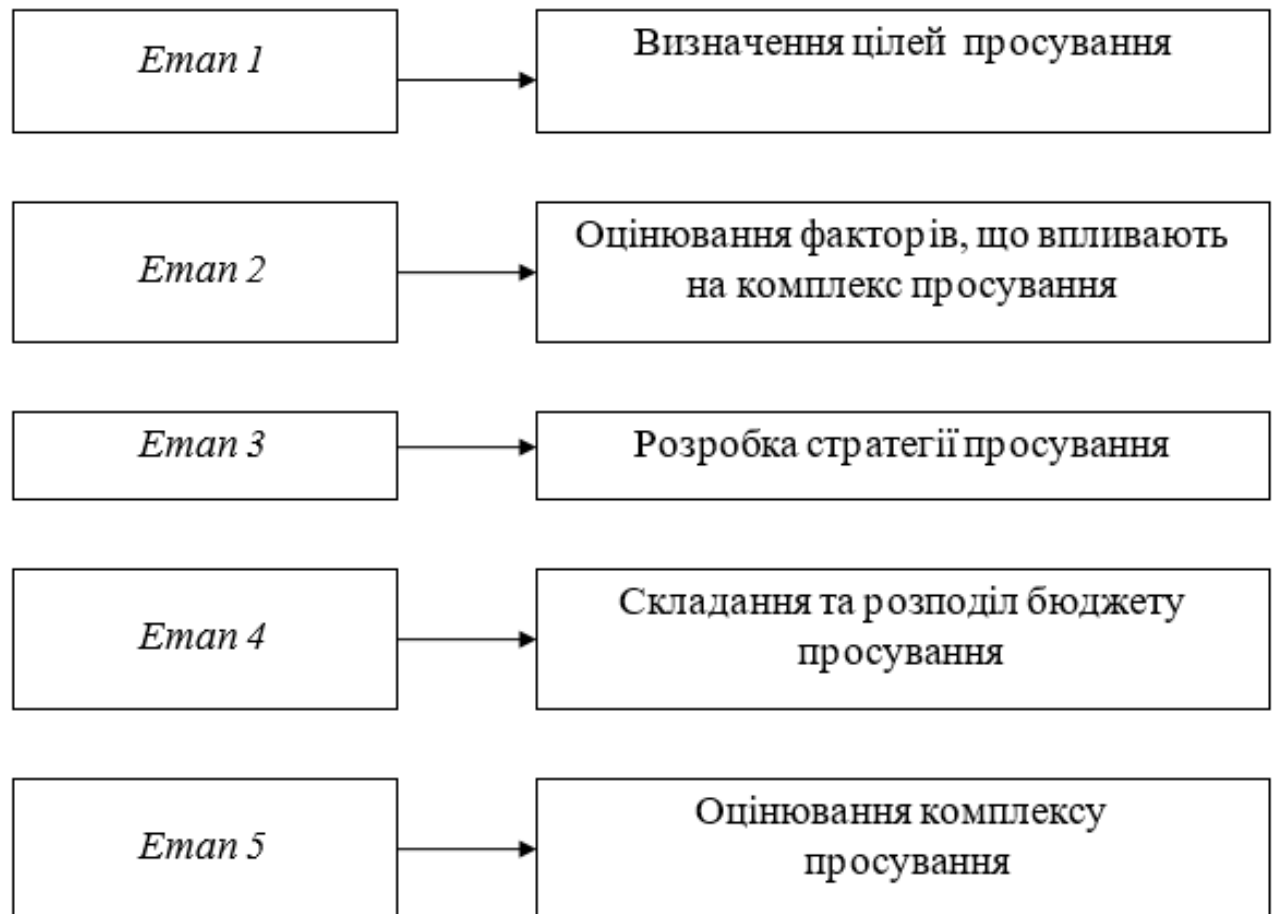 Етап 1
Визначення цілей просування
Етап 2
Оцінювання факторів, що впливають
на комплекс просування
Етап 3
Розробка стратегії просування
Етап 4
Складання та розподіл бюджету
просування
Етап 5
Оцінювання комплексу
просування